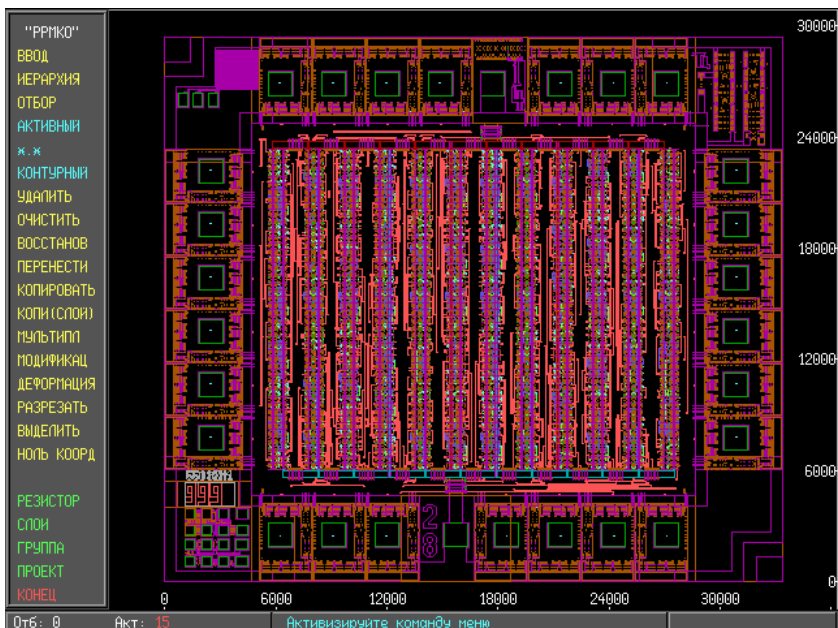 "РРМКО"
ВВОД
ИЕРАРХИЯ
ОТБОР
АКТИВНЫЙ
ж.ж
КОНТУРНЫЙ
УДАЛИТЬ
ОЧИСТИТЬ
ВОССТАНОВ
ПЕРЕНЕСТИ
КОПИРОВАТЬ
КОПИ(СЛОИ)
МУЛЬТИПЛ
МОДИФИКАЦ
ДЕФОРМАЦИЯ
РАЗРЕЗАТЬ
ВЫДЕЛИТЬ
НОЛЬ КООРД
РЕЗИСТОР
СЛОИ
ГРУППА
ПРОЕКТ
КОНЕЦ
30000
24000
18000
12000
6000
0
999
28
0 6000 12000 18000 24000 30000
Отб: 0 Акт: 15 Активизируйте команду меню